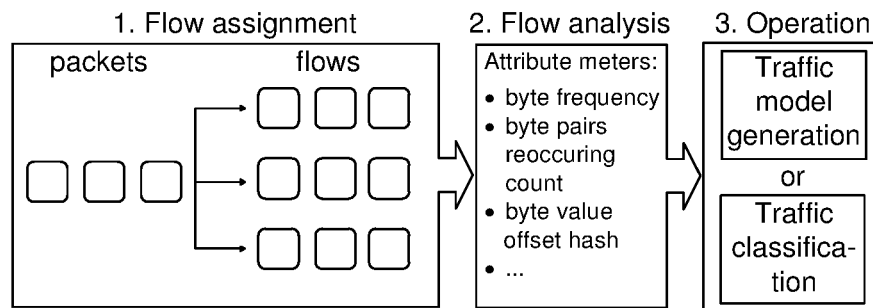 1. Flow assignment
packets
flows
2. Flow analysis
Attribute meters:
• byte frequency
• byte pairs
reoccuring
count
• byte value
offset hash
• ...
3. Operation
Traffic
model
generation
or
Traffic
classifica-
tion